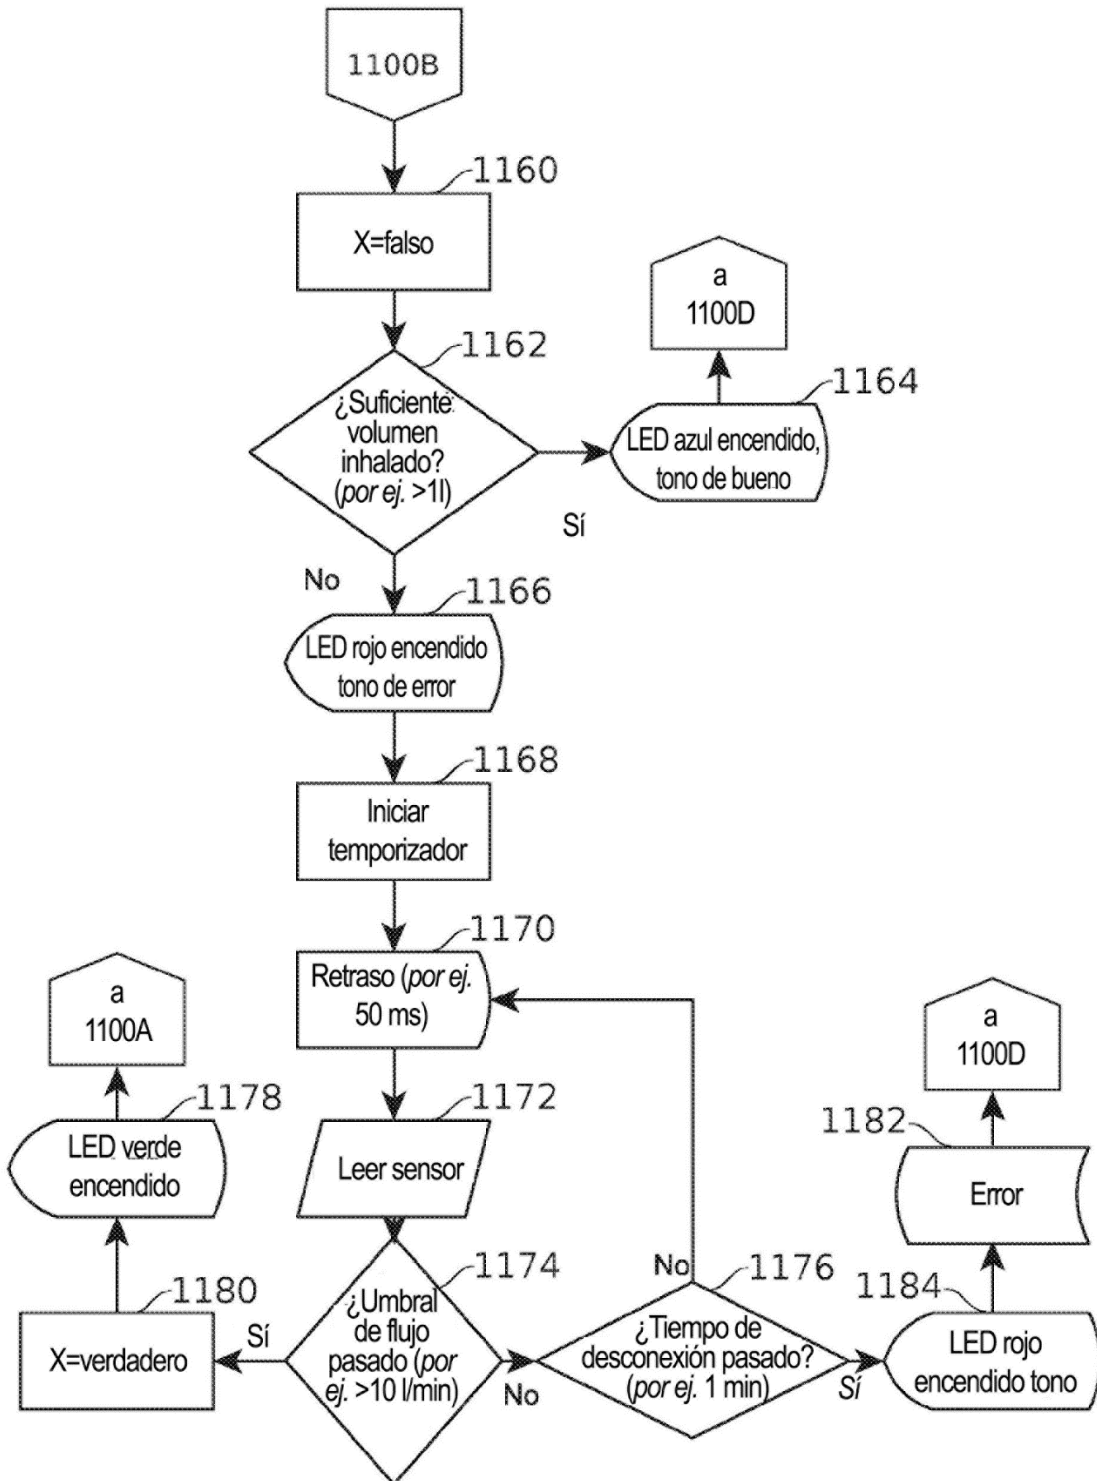 1100B
1160
X=falso
a
1100D
1162
1164
¿Suficiente
volumen
inhalado?
(por ej. >1l)
LED azul encendido,
tono de bueno
Sí
No
1166
LED rojo encendido
tono de error
1168
Iniciar
temporizador
1170
Retraso (por ej.
50 ms)
a
1100A
a
1100D
1178
LED verde
encendido
1172
Leer sensor
1182
Error
1180
X=verdadero
Sí
1174
¿Umbral
de flujo
pasado (por
ej. >10 l/min)
No
No
1176
¿Tiempo de
desconexión pasado?
(por ej. 1 min)
Sí
1184
LED rojo
encendido tono